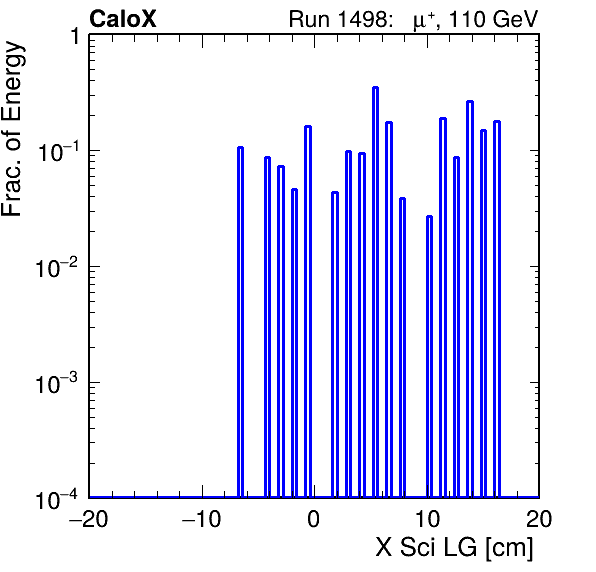 CaloX Run 1498: μ⁺, 110 GeV
Frac. of Energy
1
10⁻¹
10⁻²
10⁻³
10⁻⁴
−20 −10 0 10 20
X Sci LG [cm]